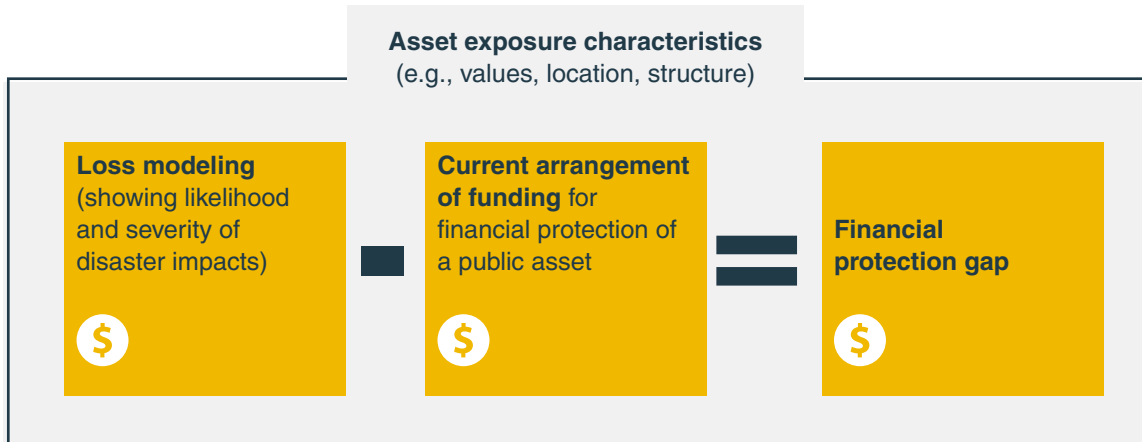 Asset exposure characteristics
(e.g., values, location, structure)
Loss modeling
(showing likelihood
and severity of
disaster impacts)
$
Current arrangement
of funding for
financial protection of
a public asset
$
Financial
protection gap
$